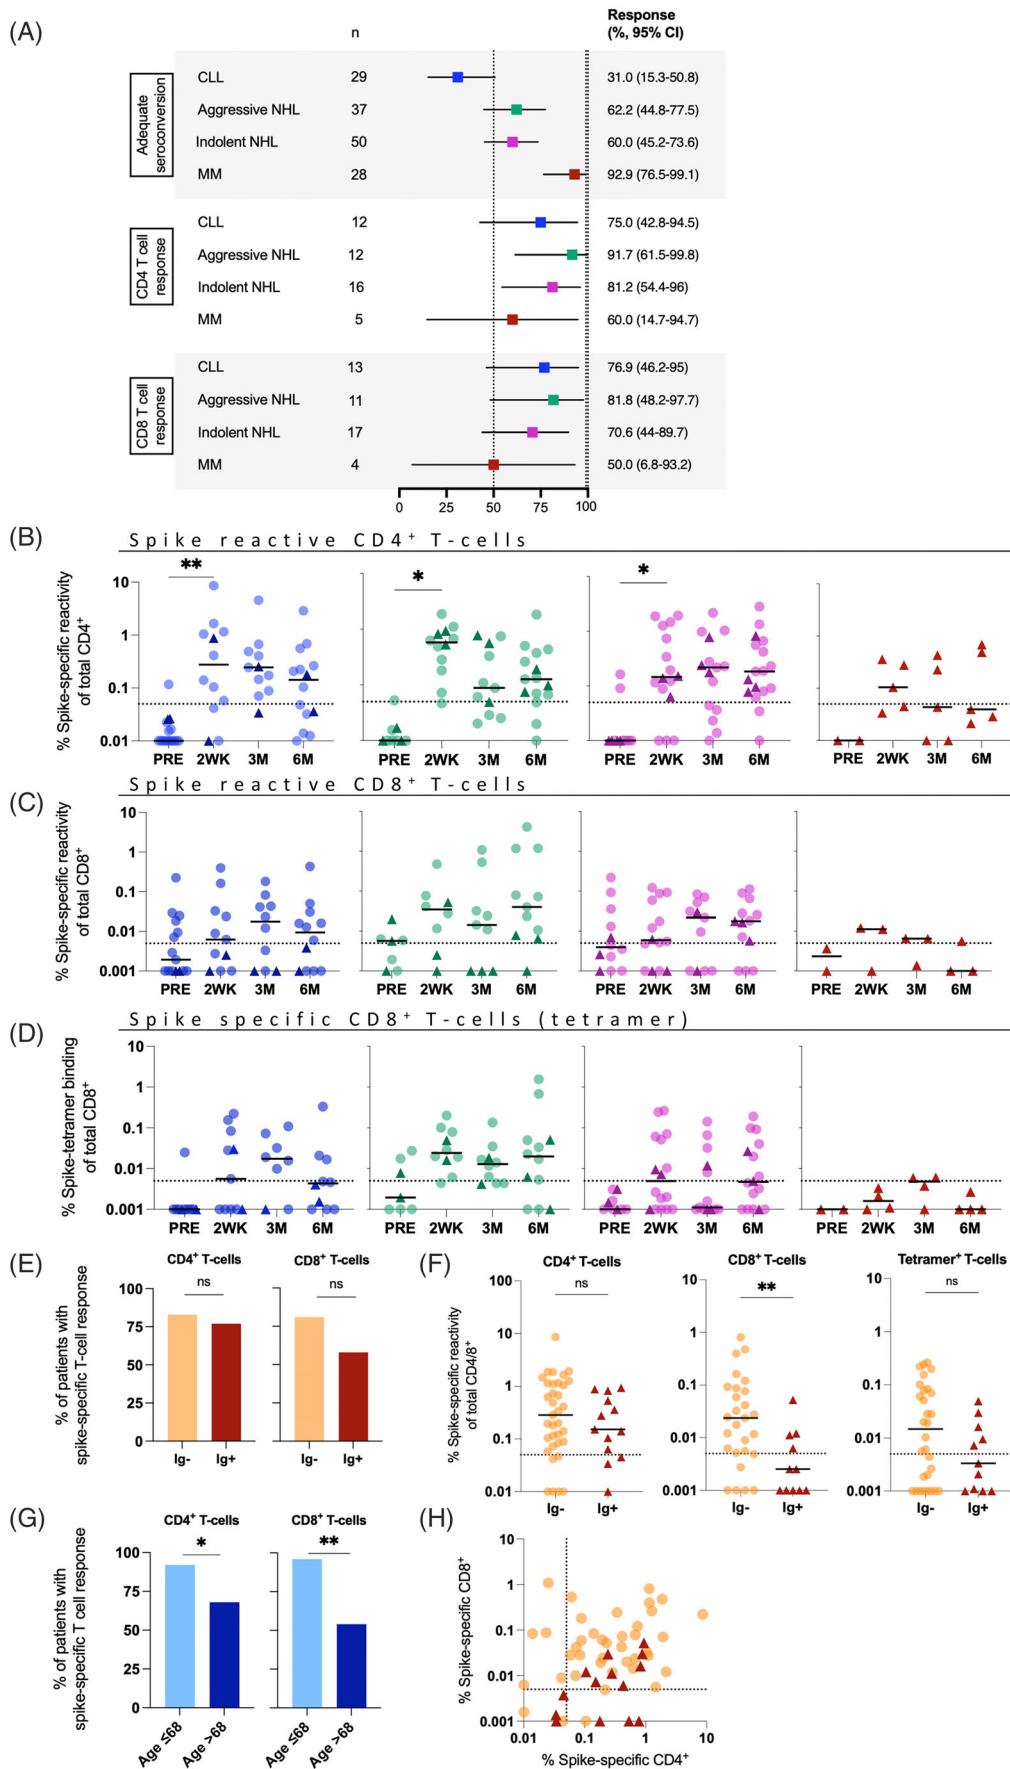 (A)
n
Response
(%, 95% CI)
Adequate
seroconversion
CLL 29 31.0 (15.3-50.8)
Aggressive NHL 37 62.2 (44.8-77.5)
Indolent NHL 50 60.0 (45.2-73.6)
MM 28 92.9 (76.5-99.1)
CD4 T cell
response
CLL 12 75.0 (42.8-94.5)
Aggressive NHL 12 91.7 (61.5-99.8)
Indolent NHL 16 81.2 (54.4-96)
MM 5 60.0 (14.7-94.7)
CD8 T cell
response
CLL 13 76.9 (46.2-95)
Aggressive NHL 11 81.8 (48.2-97.7)
Indolent NHL 17 70.6 (44-89.7)
MM 4 50.0 (6.8-93.2)
0 25 50 75 100
(B)
Spike reactive CD4+ T-cells
% Spike-specific reactivity
of total CD4+
10
1
0.1
0.01
** * *
PRE 2WK 3M 6M PRE 2WK 3M 6M PRE 2WK 3M 6M PRE 2WK 3M 6M
(C)
Spike reactive CD8+ T-cells
% Spike-specific reactivity
of total CD8+
10
1
0.1
0.01
0.001
PRE 2WK 3M 6M PRE 2WK 3M 6M PRE 2WK 3M 6M PRE 2WK 3M 6M
(D)
Spike specific CD8+ T-cells (tetramer)
% Spike-tetramer binding
of total CD8+
10
1
0.1
0.01
0.001
PRE 2WK 3M 6M PRE 2WK 3M 6M PRE 2WK 3M 6M PRE 2WK 3M 6M
(E)
% of patients with
spike-specific T-cell response
CD4+ T-cells CD8+ T-cells
ns ns
100
75
50
25
0
Ig- Ig+ Ig- Ig+
(F)
% Spike-specific reactivity
of total CD4/8+
CD4+ T-cells CD8+ T-cells Tetramer+ T-cells
ns ** ns
100
10
1
0.1
0.01
10
1
0.1
0.01
0.001
10
1
0.1
0.01
0.001
Ig- Ig+ Ig- Ig+ Ig- Ig+
(G)
% of patients with
spike-specific T cell response
CD4+ T-cells CD8+ T-cells
* **
100
75
50
25
0
Age ≤68 Age >68 Age ≤68 Age >68
(H)
% Spike-specific CD8+
10
1
0.1
0.01
0.001
0.01 0.1 1 10
% Spike-specific CD4+